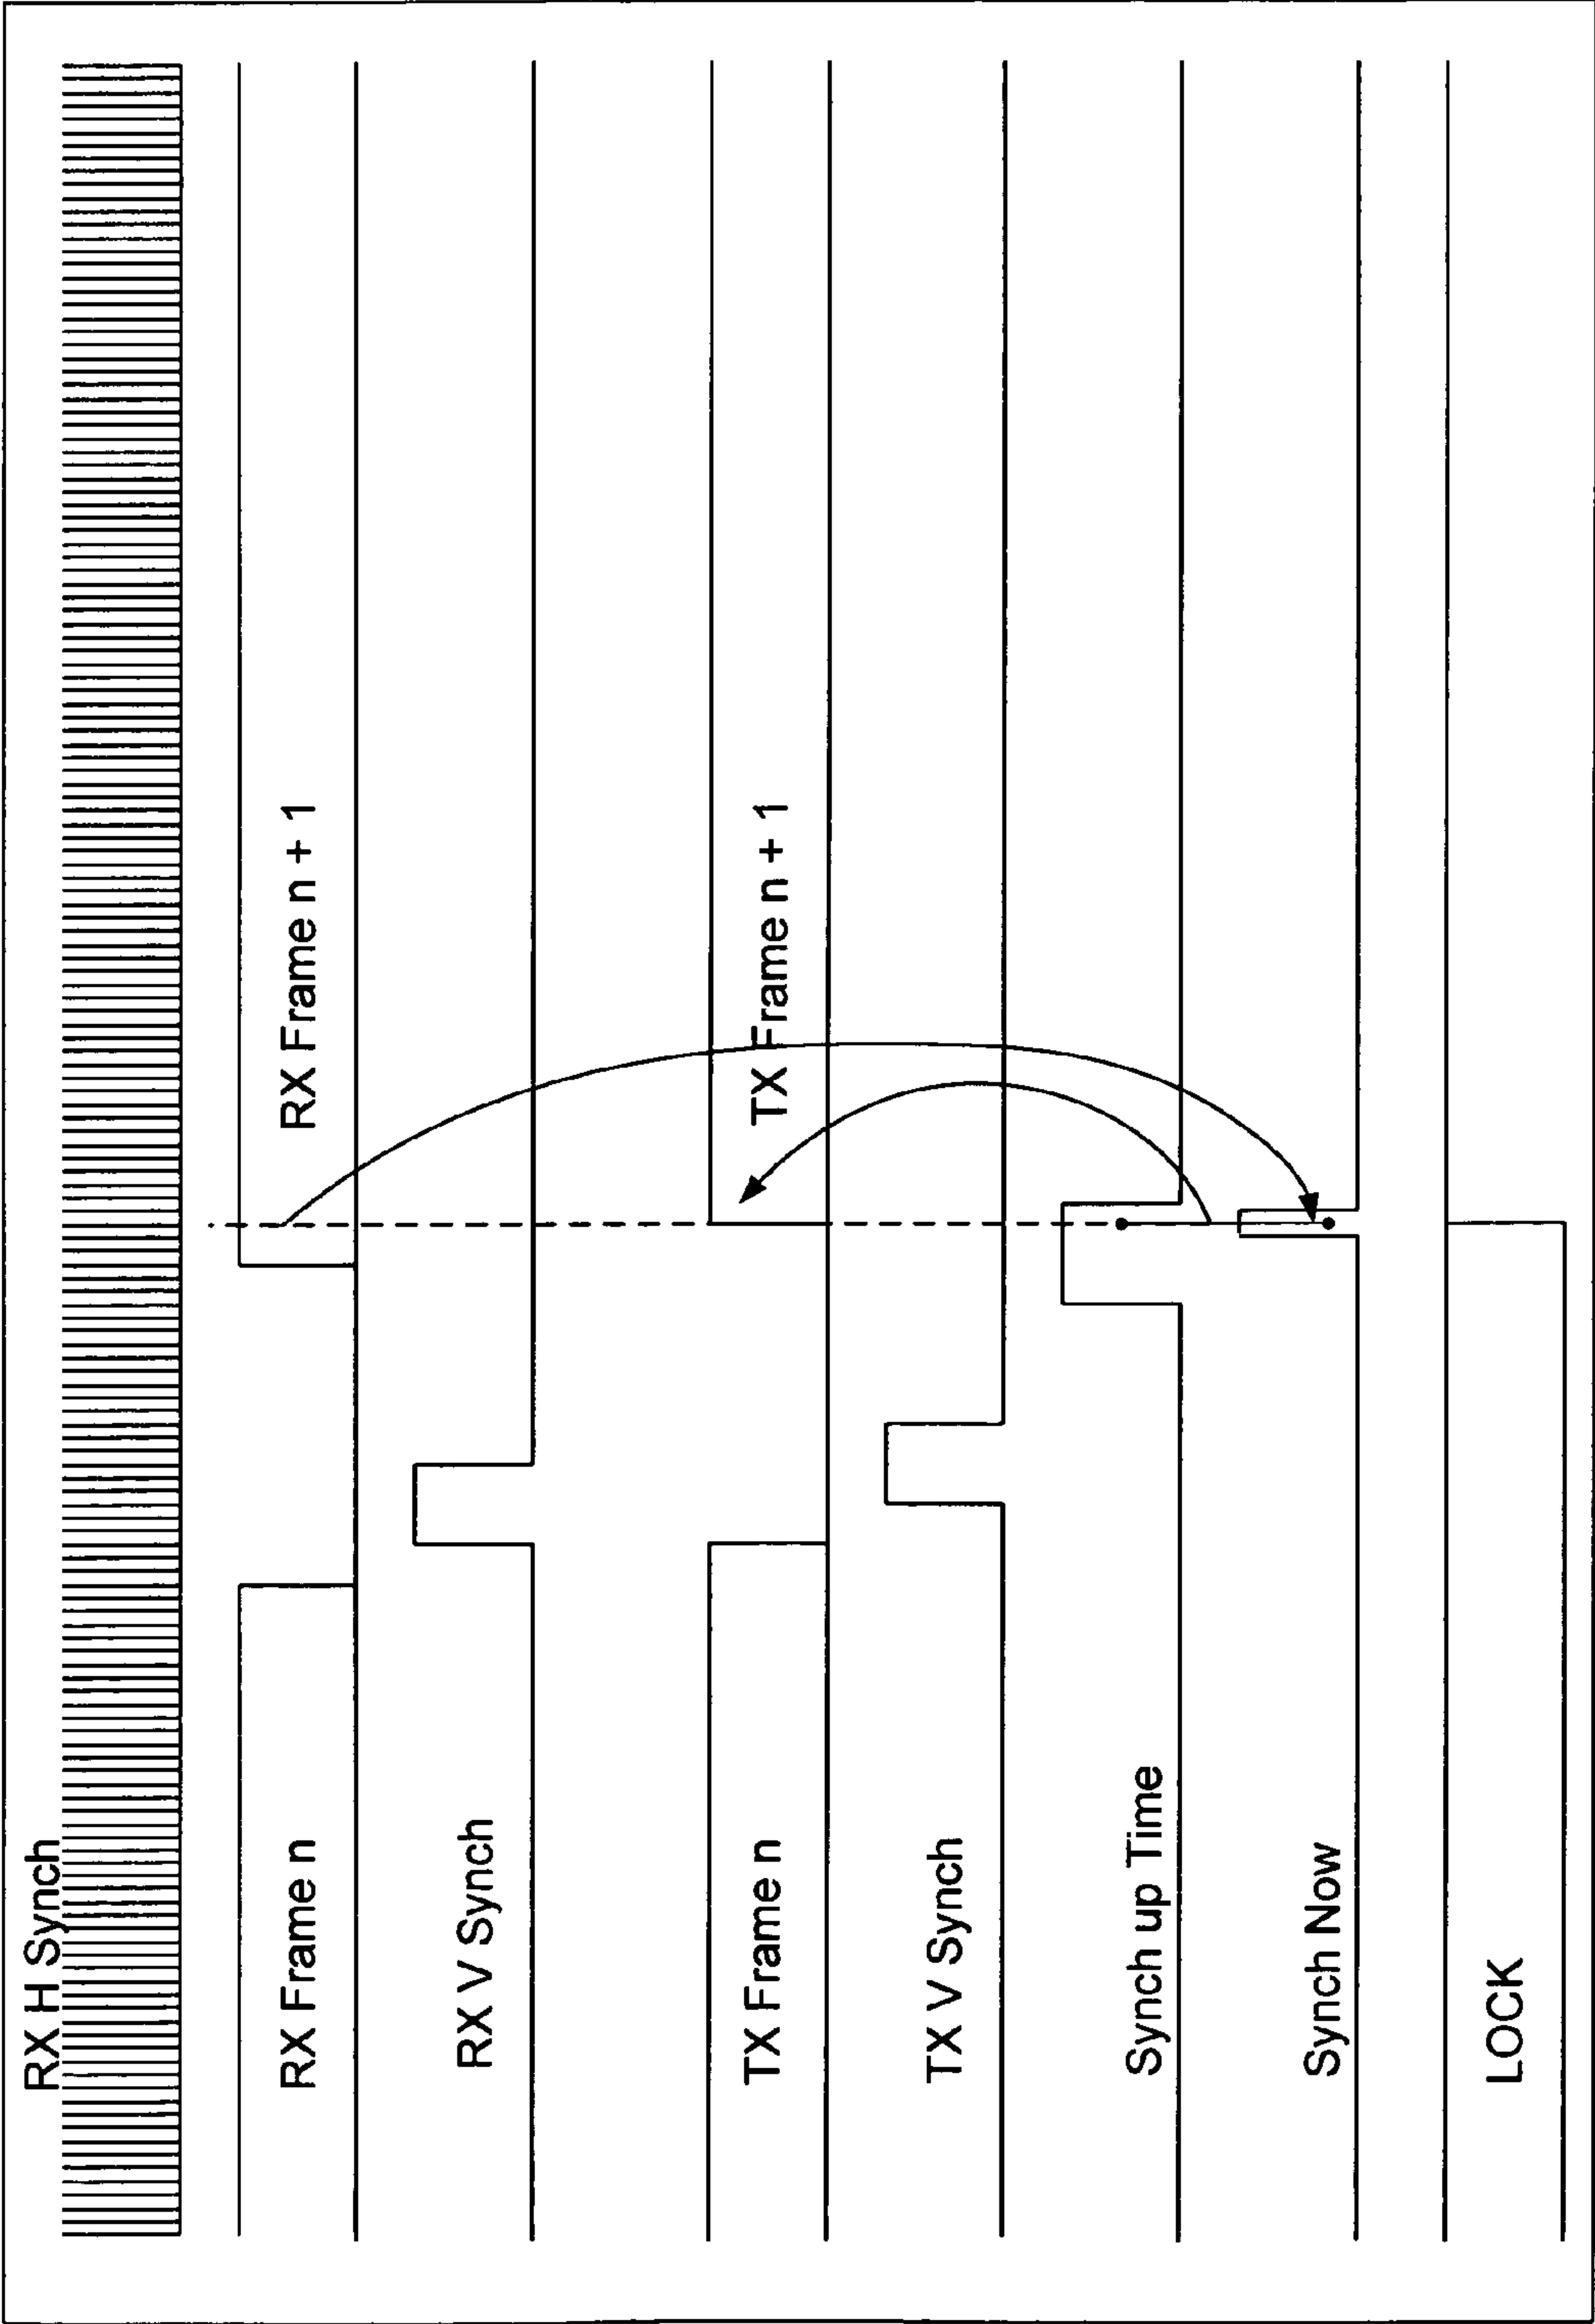 RX H Synch
RX Frame n
RX Frame n + 1
RX V Synch
TX Frame n
TX Frame n + 1
TX V Synch
Synch up Time
Synch Now
LOCK